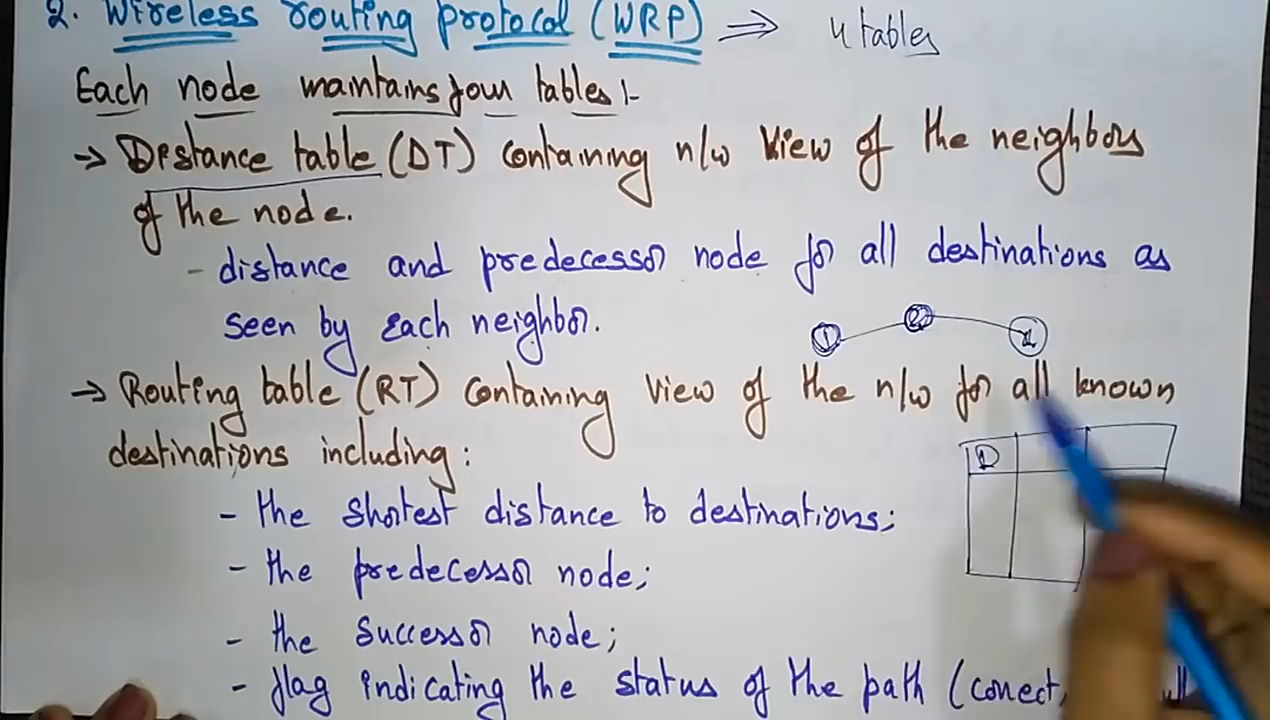 2. Wireless routing protocol (WRP) ⇒ 4 tables
Each node maintains four tables :-
→ Distance table (DT) containing n/w view of the neighbors
of the node.
- distance and predecessor node for all destinations as
seen by each neighbor.
1 2
→ Routing table (RT) containing view of the n/w for all known
destinations including:
D
- the shortest distance to destinations;
- the predecessor node;
- the successor node;
- flag indicating the status of the path (conect,